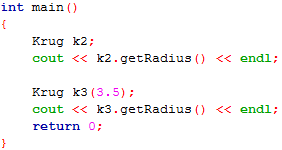 int main()
{
    Krug k2;
    cout << k2.getRadius() << endl;
    Krug k3(3.5);
    cout << k3.getRadius() << endl;
    return 0;
}